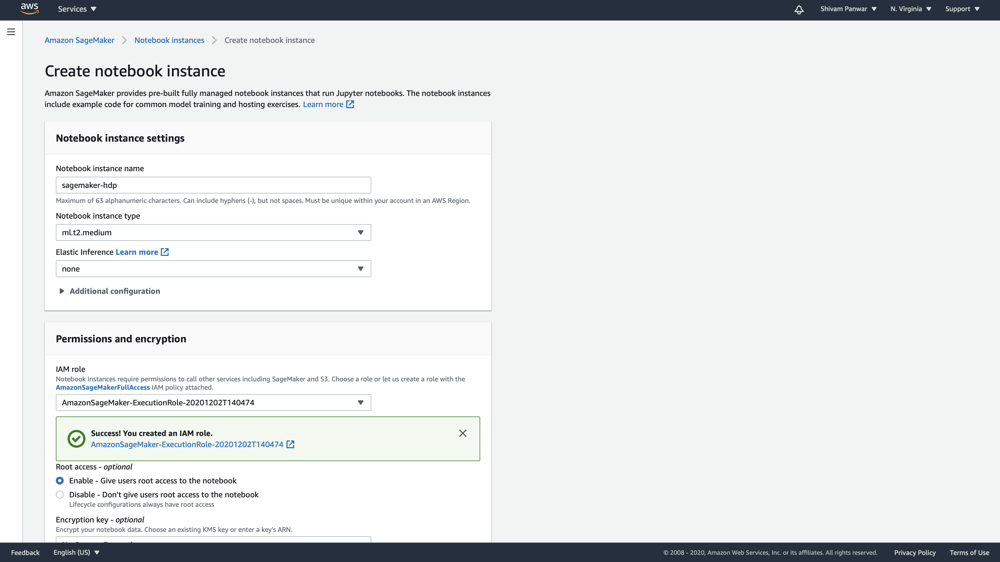 aws
Services
Shivam Panwar
N. Virginia
Support
Amazon SageMaker
Notebook instances
Create notebook instance
Create notebook instance
Amazon SageMaker provides pre-built fully managed notebook instances that run Jupyter notebooks. The notebook instances
include example code for common model training and hosting exercises. Learn more
Notebook instance settings
Notebook instance name
sagemaker-hdp
Maximum of 63 alphanumeric characters. Can include hyphens (-), but not spaces. Must be unique within your account in an AWS Region.
Notebook instance type
ml.t2.medium
Elastic Inference Learn more
none
Additional configuration
Permissions and encryption
IAM role
Notebook instances require permissions to call other services including SageMaker and S3. Choose a role or let us create a role with the
AmazonSageMakerFullAccess IAM policy attached.
AmazonSageMaker-ExecutionRole-20201202T140474
Success! You created an IAM role.
AmazonSageMaker-ExecutionRole-20201202T140474
Root access - optional
Enable - Give users root access to the notebook
Disable - Don't give users root access to the notebook
Lifecycle configurations always have root access
Encryption key - optional
Encrypt your notebook data. Choose an existing KMS key or enter a key's ARN.
Feedback
English (US)
© 2008 - 2020, Amazon Web Services, Inc. or its affiliates. All rights reserved.
Privacy Policy
Terms of Use